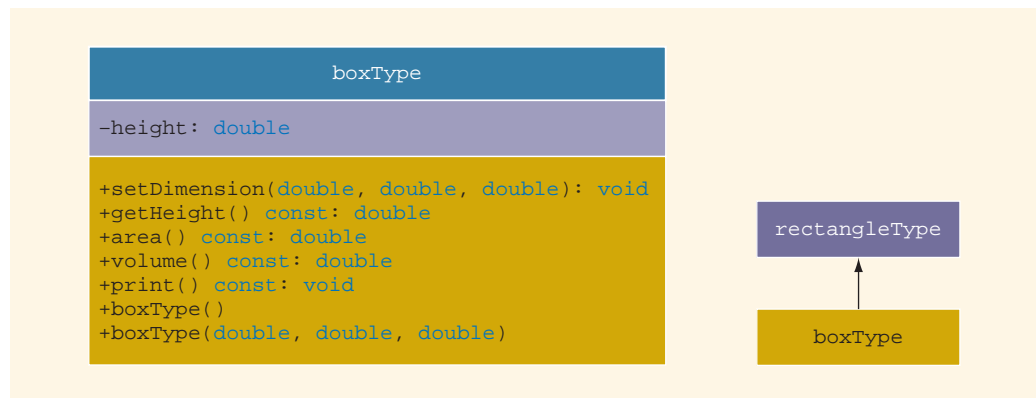 boxType
-height: double
+setDimension(double, double, double): void
+getHeight() const: double
+area() const: double
+volume() const: double
+print() const: void
+boxType()
+boxType(double, double, double)
rectangleType
boxType